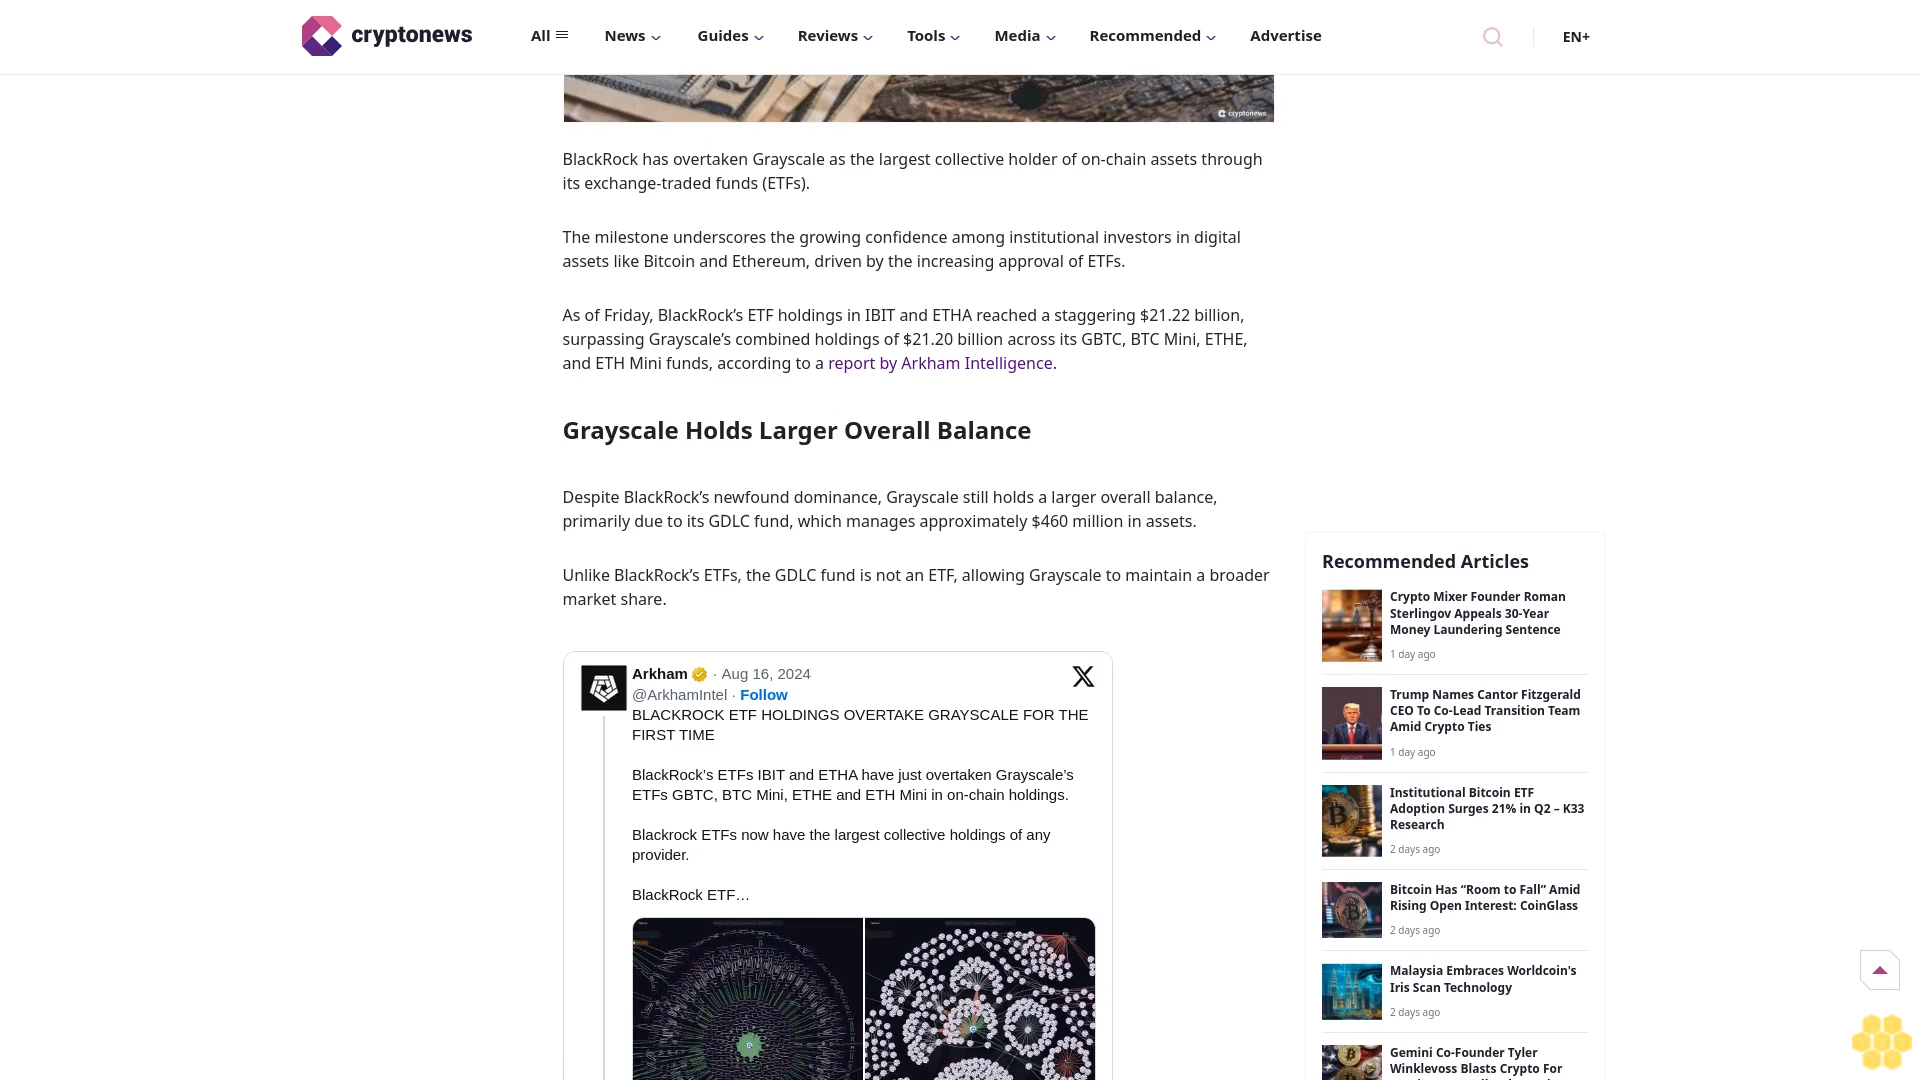 cryptonews
All
News
Guides
Reviews
Tools
Media
Recommended
Advertise
EN+
cryptonews
BlackRock has overtaken Grayscale as the largest collective holder of on-chain assets through
its exchange-traded funds (ETFs).
The milestone underscores the growing confidence among institutional investors in digital
assets like Bitcoin and Ethereum, driven by the increasing approval of ETFs.
As of Friday, BlackRock’s ETF holdings in IBIT and ETHA reached a staggering $21.22 billion,
surpassing Grayscale’s combined holdings of $21.20 billion across its GBTC, BTC Mini, ETHE,
and ETH Mini funds, according to a report by Arkham Intelligence.
Grayscale Holds Larger Overall Balance
Despite BlackRock’s newfound dominance, Grayscale still holds a larger overall balance,
primarily due to its GDLC fund, which manages approximately $460 million in assets.
Unlike BlackRock’s ETFs, the GDLC fund is not an ETF, allowing Grayscale to maintain a broader
market share.
Arkham · Aug 16, 2024
@ArkhamIntel · Follow
BLACKROCK ETF HOLDINGS OVERTAKE GRAYSCALE FOR THE
FIRST TIME
BlackRock’s ETFs IBIT and ETHA have just overtaken Grayscale’s
ETFs GBTC, BTC Mini, ETHE and ETH Mini in on-chain holdings.
Blackrock ETFs now have the largest collective holdings of any
provider.
BlackRock ETF…
Recommended Articles
Crypto Mixer Founder Roman
Sterlingov Appeals 30-Year
Money Laundering Sentence
1 day ago
Trump Names Cantor Fitzgerald
CEO To Co-Lead Transition Team
Amid Crypto Ties
1 day ago
Institutional Bitcoin ETF
Adoption Surges 21% in Q2 – K33
Research
2 days ago
Bitcoin Has “Room to Fall” Amid
Rising Open Interest: CoinGlass
2 days ago
Malaysia Embraces Worldcoin's
Iris Scan Technology
2 days ago
Gemini Co-Founder Tyler
Winklevoss Blasts Crypto For